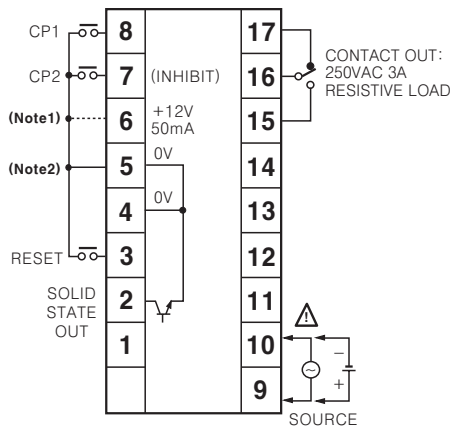 CP1
8
17
CONTACT OUT:
250VAC 3A
RESISTIVE LOAD
CP2
7
(INHIBIT)
16
(Note1)
6
+12V
50mA
15
(Note2)
5
0V
14
4
0V
13
RESET
3
12
SOLID
STATE
OUT
2
11
1
10
!
~
−
+
9
SOURCE